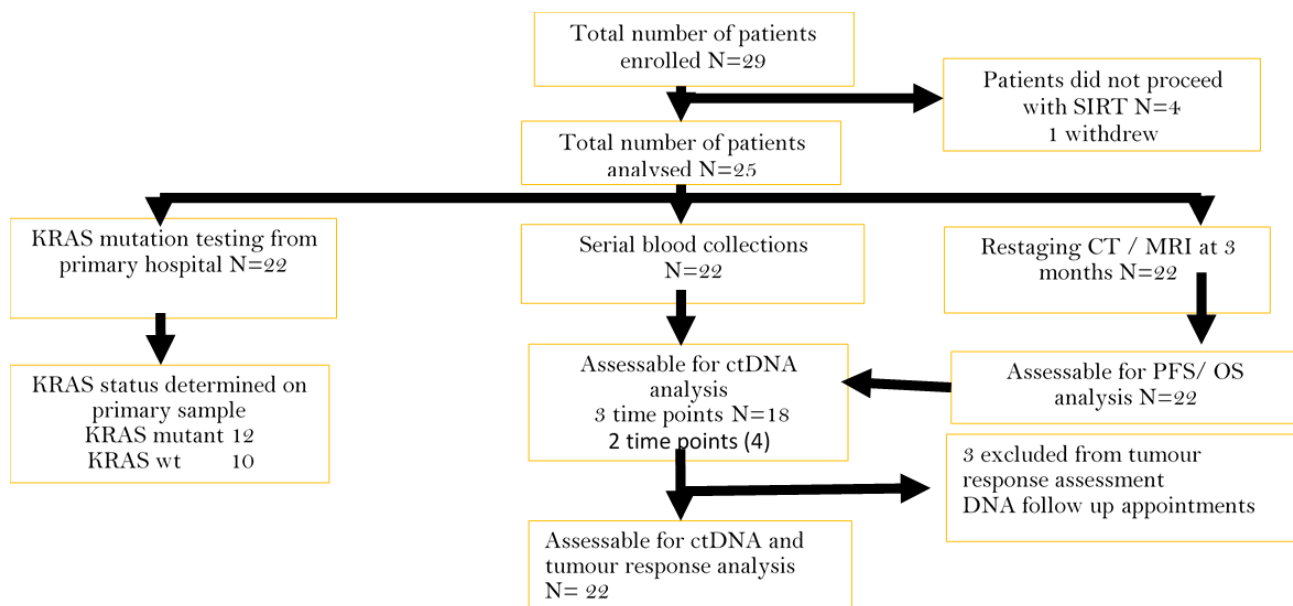 Total number of patients
enrolled N=29
Patients did not proceed
with SIRT N=4
1 withdrew
Total number of patients
analysed N=25
KRAS mutation testing from
primary hospital N=22
Serial blood collections
N=22
Restaging CT / MRI at 3
months N=22
KRAS status determined on
primary sample
KRAS mutant 12
KRAS wt 10
Assessable for ctDNA
analysis
3 time points N=18
2 time points (4)
Assessable for PFS/ OS
analysis N=22
3 excluded from tumour
response assessment
DNA follow up appointments
Assessable for ctDNA and
tumour response analysis
N= 22